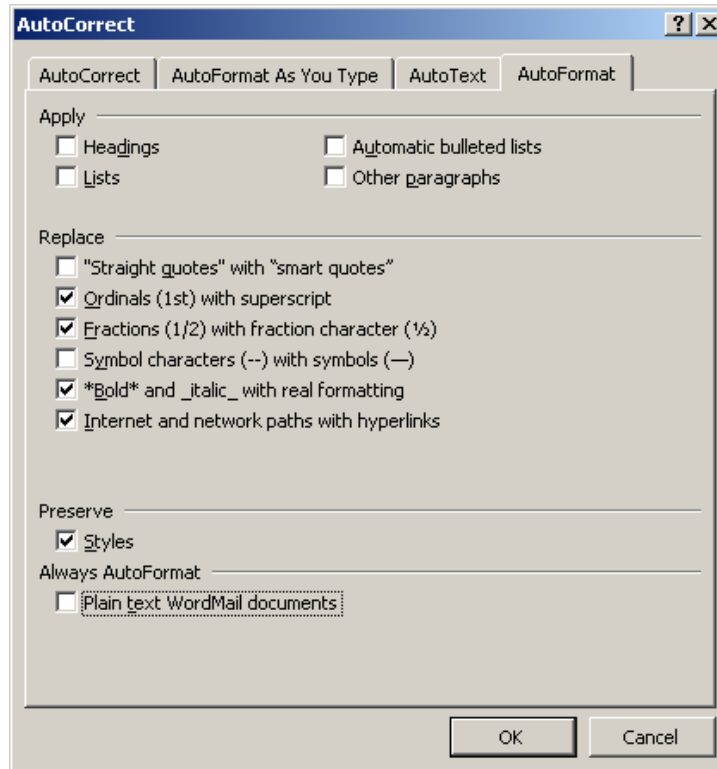 AutoCorrect
AutoCorrect AutoFormat As You Type AutoText AutoFormat
Apply
Headings Automatic bulleted lists
Lists Other paragraphs
Replace
"Straight quotes" with “smart quotes”
Ordinals (1st) with superscript
Fractions (1/2) with fraction character (½)
Symbol characters (--) with symbols (—)
*Bold* and _italic_ with real formatting
Internet and network paths with hyperlinks
Preserve
Styles
Always AutoFormat
Plain text WordMail documents
OK Cancel